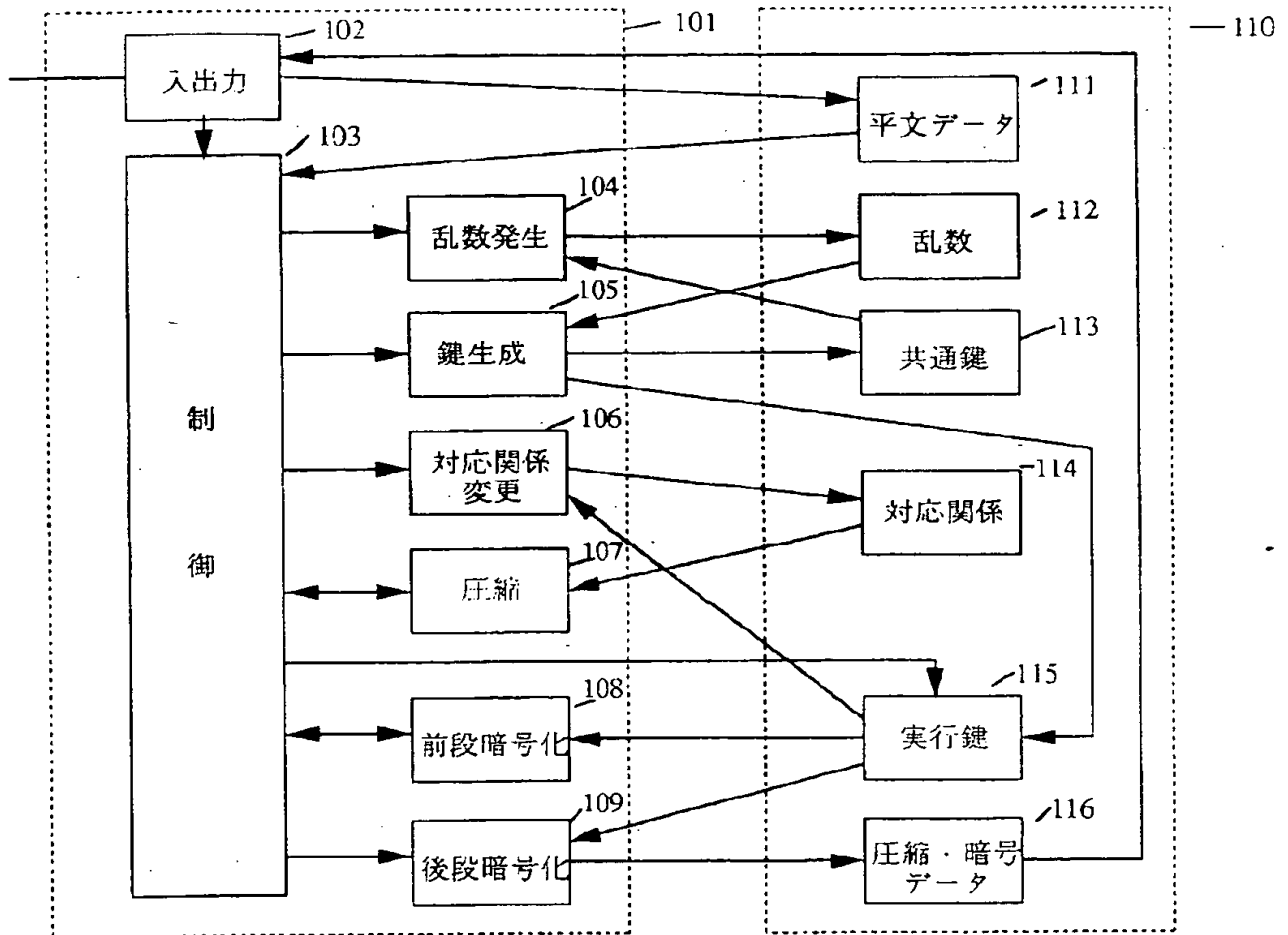 101
110
102
入出力
111
平文データ
103
制
御
104
乱数発生
112
乱数
105
鍵生成
113
共通鍵
106
対応関係
変更
114
対応関係
107
圧縮
108
前段暗号化
115
実行鍵
109
後段暗号化
116
圧縮・暗号
データ